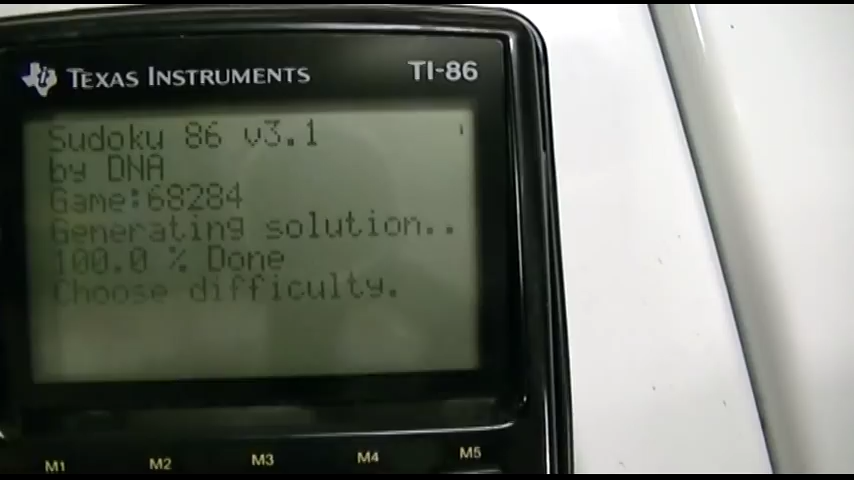 TEXAS INSTRUMENTS TI-86
Sudoku 86 v3.1
by DNA
Game:68284
Generating solution..
100.0 % Done
Choose difficulty.
M1 M2 M3 M4 M5